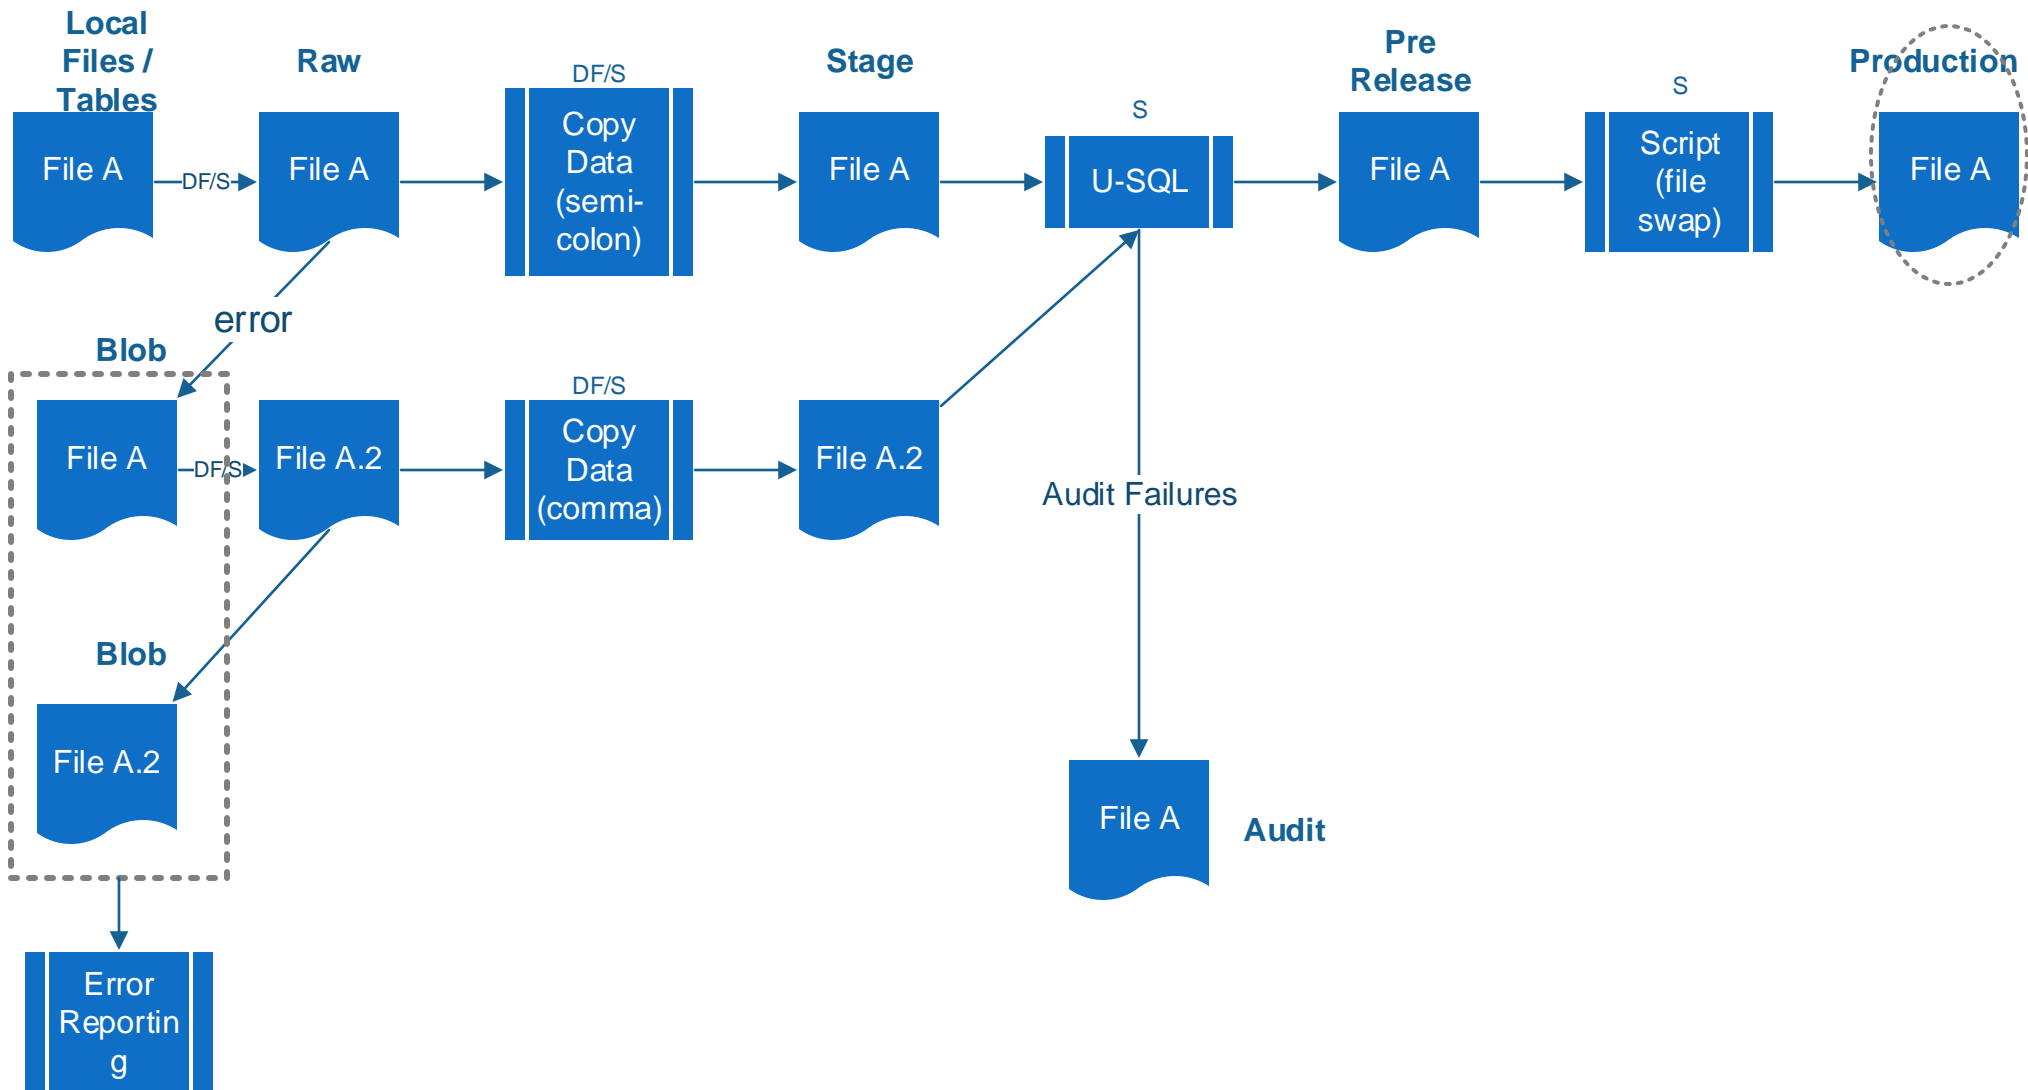 Local
Files /
Tables
Raw
DF/S
Stage
S
Pre
Release
S
Production
File A
DF/S
File A
Copy
Data
(semi-
colon)
File A
U-SQL
File A
Script
(file
swap)
File A
error
Blob
DF/S
File A
DF/S
File A.2
Copy
Data
(comma)
File A.2
Audit Failures
Blob
File A.2
File A
Audit
Error
Reportin
g